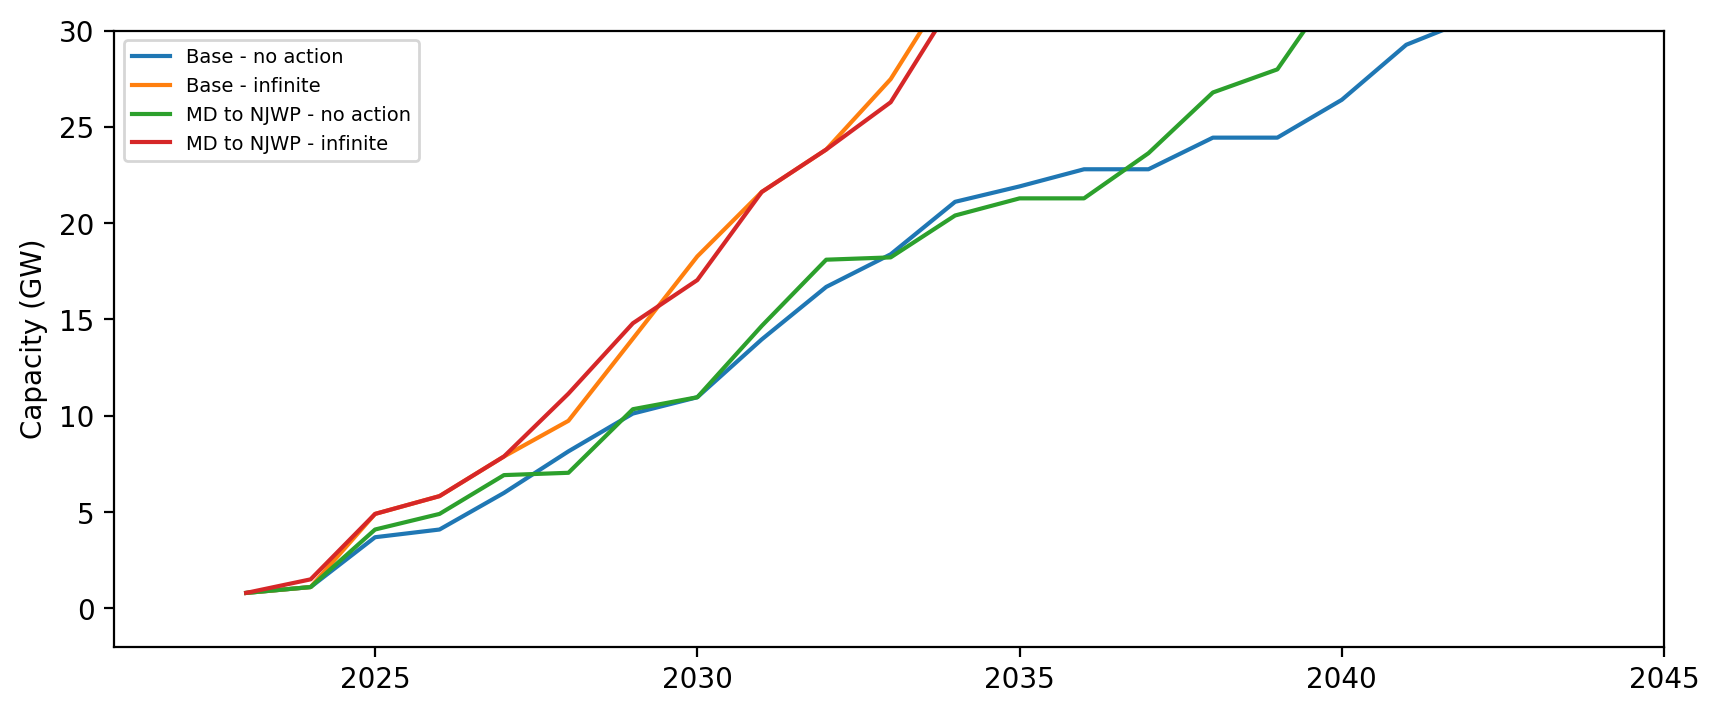 Base - no action
Base - infinite
MD to NJWP - no action
MD to NJWP - infinite
Capacity (GW)
30
25
20
15
10
5
0
2025
2030
2035
2040
2045